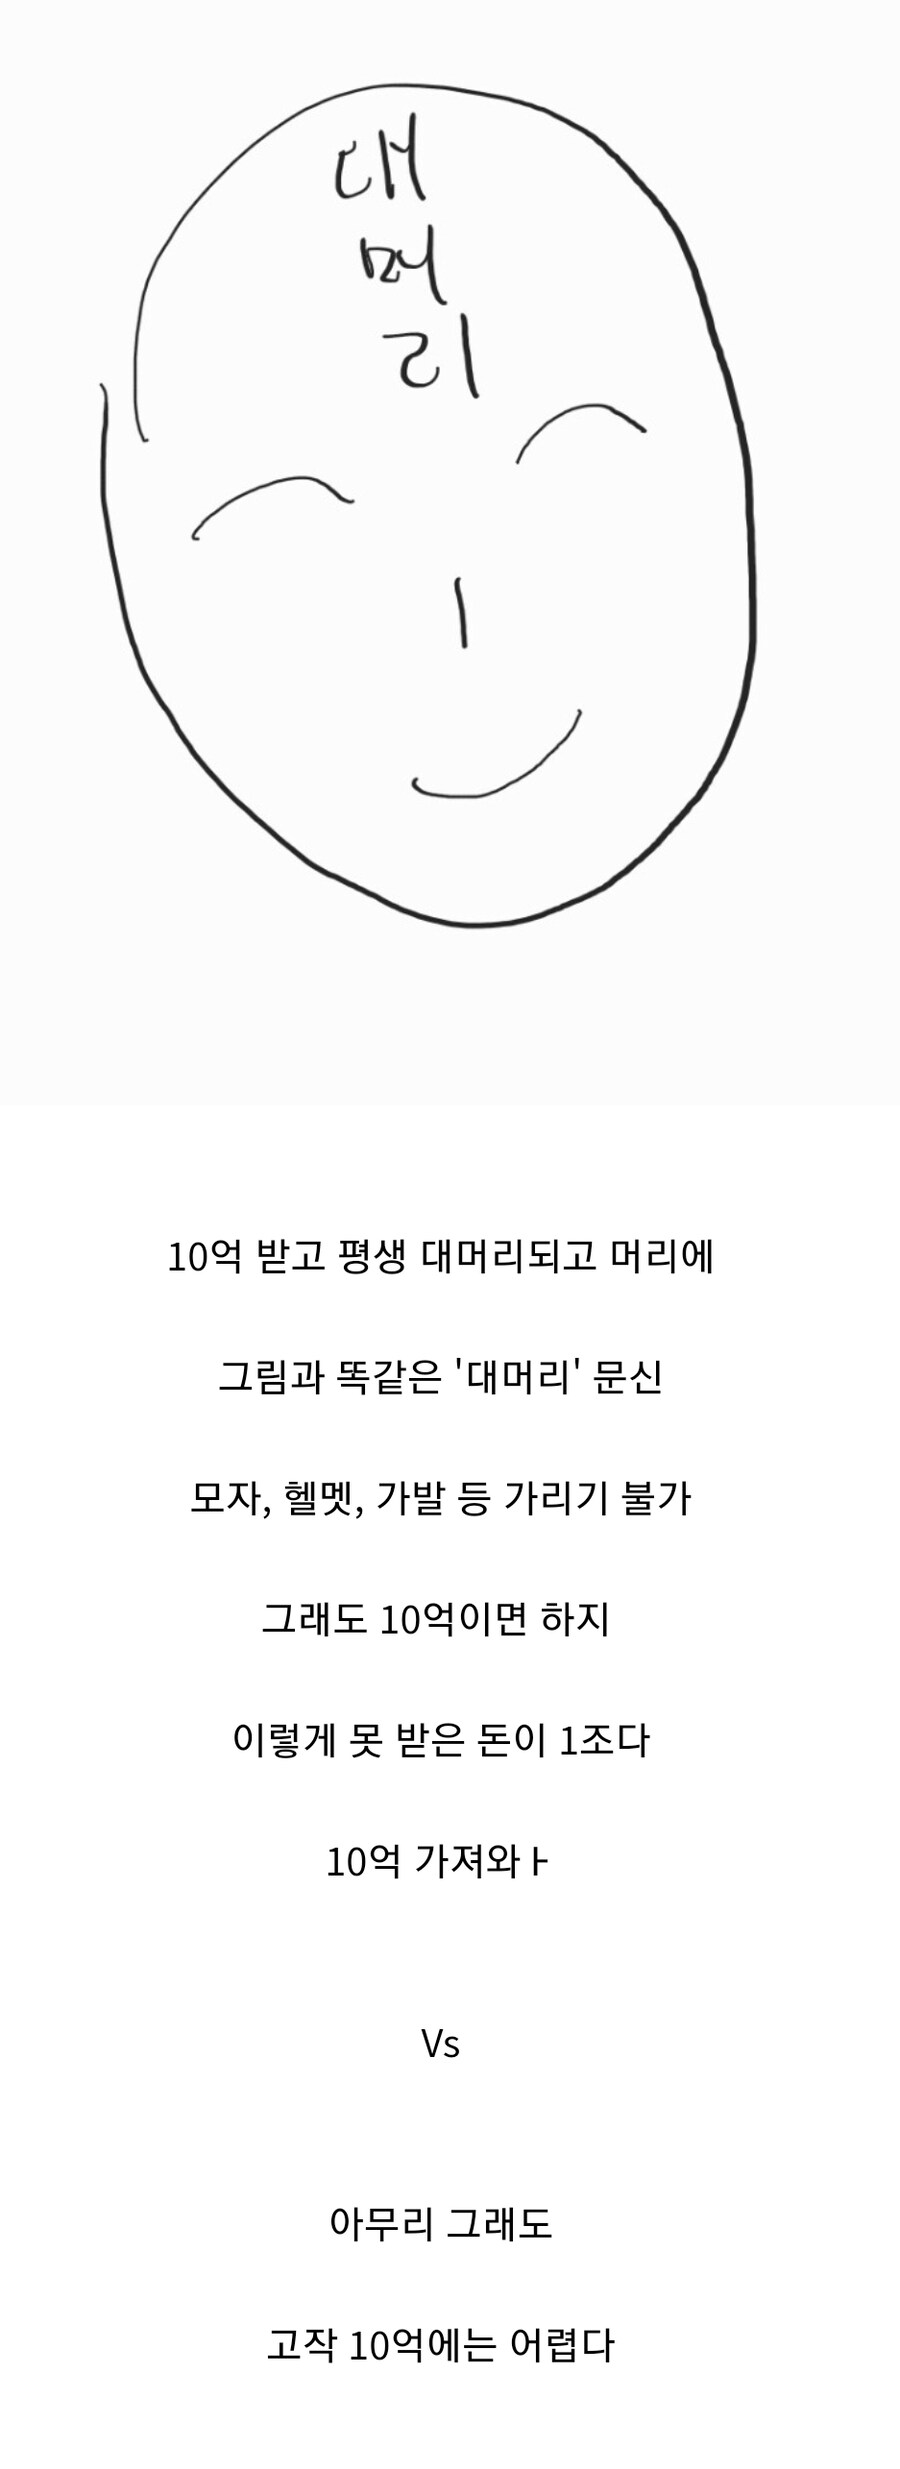 대
머
리
10억 받고 평생 대머리되고 머리에
그림과 똑같은 '대머리' 문신
모자, 헬멧, 가발 등 가리기 불가
그래도 10억이면 하지
이렇게 못 받은 돈이 1조다
10억 가져와ㅏ
Vs
아무리 그래도
고작 10억에는 어렵다